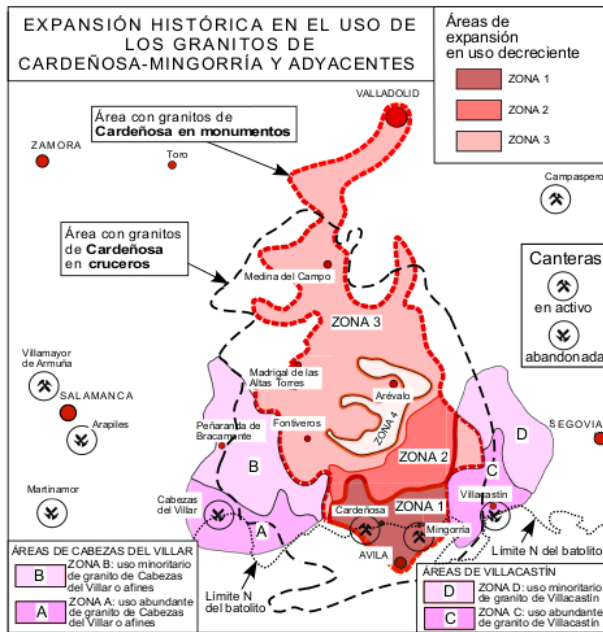 EXPANSIÓN HISTÓRICA EN EL USO DE
LOS GRANITOS DE
CARDEÑOSA-MINGORRÍA Y ADYACENTES
Áreas de
expansión
en uso decreciente
ZONA 1
ZONA 2
ZONA 3
VALLADOLID
Área con granitos de
Cardeñosa en monumentos
ZAMORA
Toro
Campaspero
Área con granitos
de Cardeñosa
en cruceros
Medina del Campo
Canteras
en activo
abandonada
ZONA 3
Villamayor
de Armuña
Madrigal de las
Altas Torres
Arévalo
SALAMANCA
Arapiles
Peñaranda de
Bracamonte
Fontiveros
ZONA 4
SEGOVIA
D
ZONA 2
B
C
Martinamor
Cabezas
del Villar
Cardeñosa
ZONA 1
Villacastín
A
Mingorría
AVILA
Límite N del batolito
Límite N
del batolito
ÁREAS DE CABEZAS DEL VILLAR
B
ZONA B: uso minoritario
de granito de Cabezas
del Villar o afines
A
ZONA A: uso abundante
de granito de Cabezas
del Villar o afines
ÁREAS DE VILLACASTÍN
D
ZONA D: uso minoritario
de granito de Villacastín
C
ZONA C: uso abundante
de granito de Villacastín